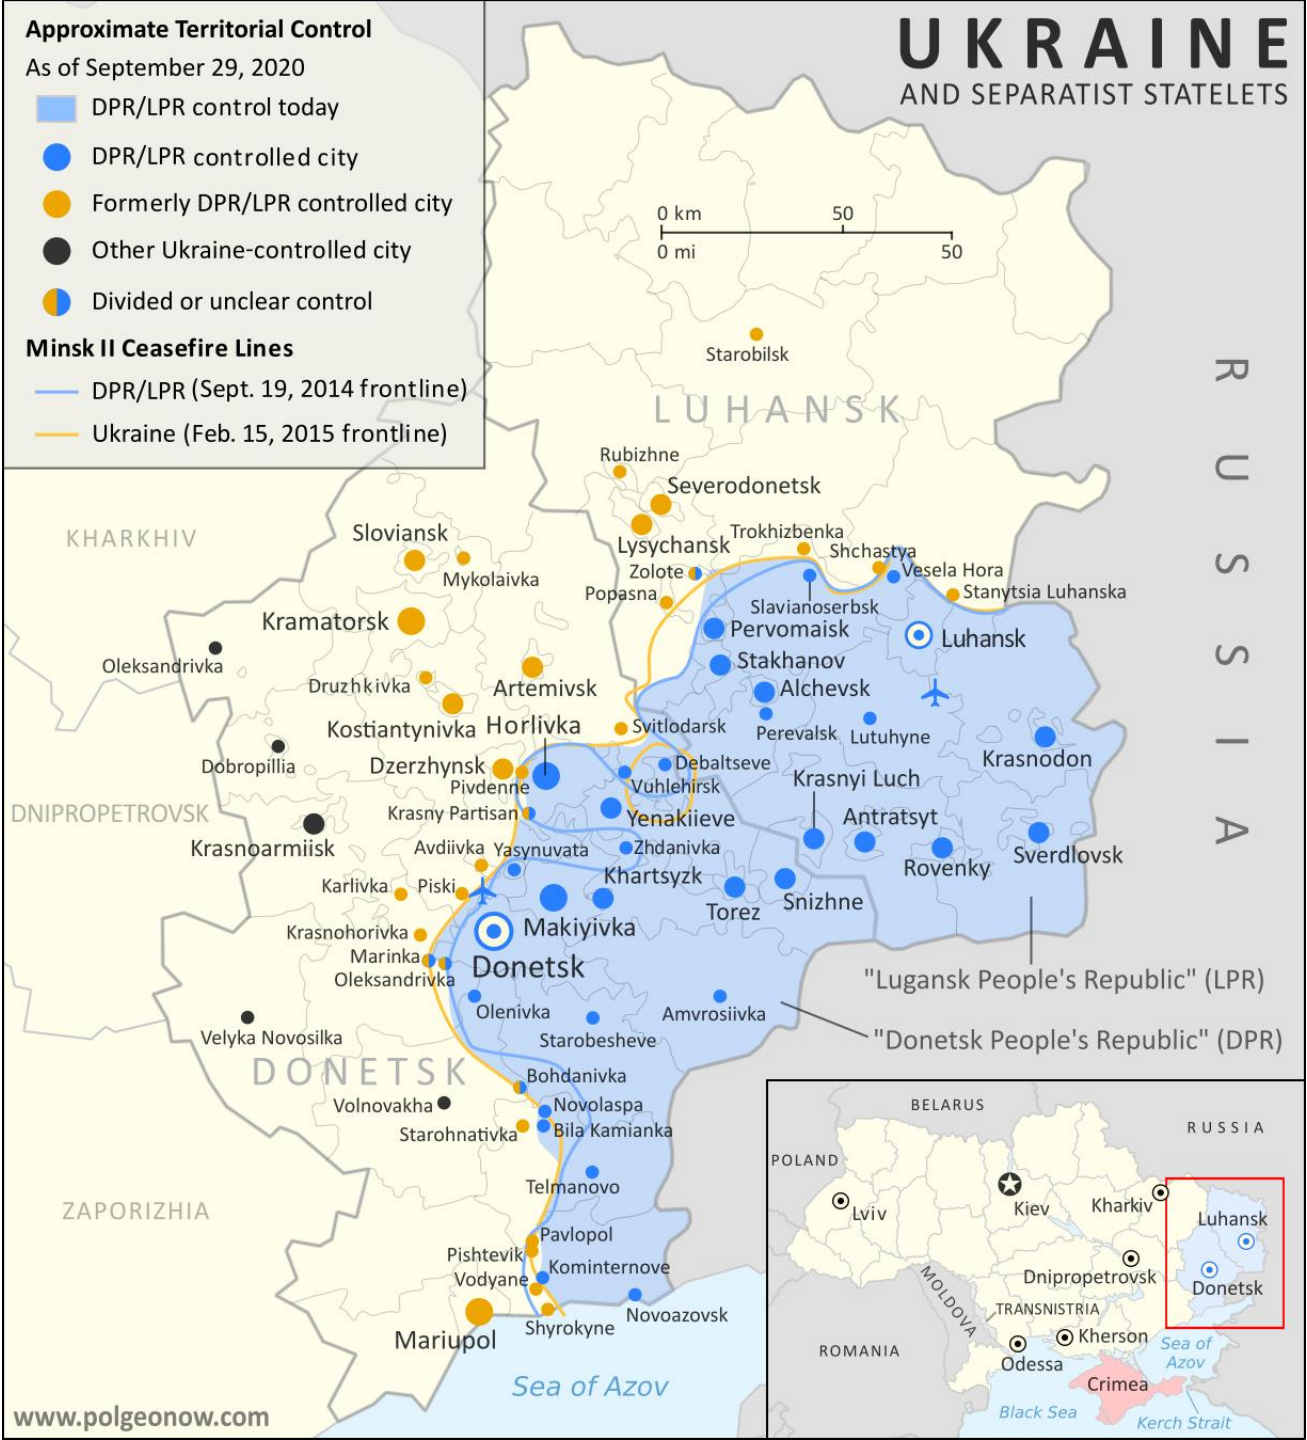 Approximate Territorial Control
As of September 29, 2020
DPR/LPR control today
DPR/LPR controlled city
Formerly DPR/LPR controlled city
Other Ukraine-controlled city
Divided or unclear control
Minsk II Ceasefire Lines
DPR/LPR (Sept. 19, 2014 frontline)
Ukraine (Feb. 15, 2015 frontline)
UKRAINE
AND SEPARATIST STATELETS
0 km 50
0 mi 50
RUSSIA
Starobilsk
LUHANSK
Rubizhne
Severodonetsk
KHARKHIV
Sloviansk
Lysychansk
Trokhizbenka
Shchastya
Mykolaivka
Zolote
Vesela Hora
Popasna
Stanytsia Luhanska
Slavianoserbsk
Kramatorsk
Pervomaisk
Luhansk
Oleksandrivka
Stakhanov
Druzhkivka
Artemivsk
Alchevsk
Kostiantynivka
Horlivka
Svitlodarsk
Perevalsk
Lutuhyne
Dobropillia
Dzerzhynsk
Debaltseve
Krasnodon
Pivdenne
Vuhlehirsk
Krasnyi Luch
DNIPROPETROVSK
Krasny Partisan
Yenakiieve
Antratsyt
Krasnoarmiisk
Avdiivka
Yasynuvata
Zhdanivka
Rovenky
Sverdlovsk
Karlivka
Piski
Khartsyzk
Torez
Snizhne
Krasnohorivka
Makiyivka
Marinka
Oleksandrivka
Donetsk
"Lugansk People's Republic" (LPR)
Olenivka
Amvrosiivka
Velyka Novosilka
Starobesheve
"Donetsk People's Republic" (DPR)
DONETSK
Bohdanivka
Volnovakha
Novolaspa
Starohnativka
Bila Kamianka
Telmanovo
ZAPORIZHIA
Pavlopol
Pishtevik
Kominternove
Vodyane
Novoazovsk
Shyrokyne
Mariupol
Sea of Azov
www.polgeonow.com
BELARUS
RUSSIA
POLAND
Lviv
Kiev
Kharkiv
Luhansk
Dnipropetrovsk
Donetsk
MOLDOVA
TRANSNISTRIA
Kherson
ROMANIA
Odessa
Sea of
Azov
Crimea
Black Sea
Kerch Strait